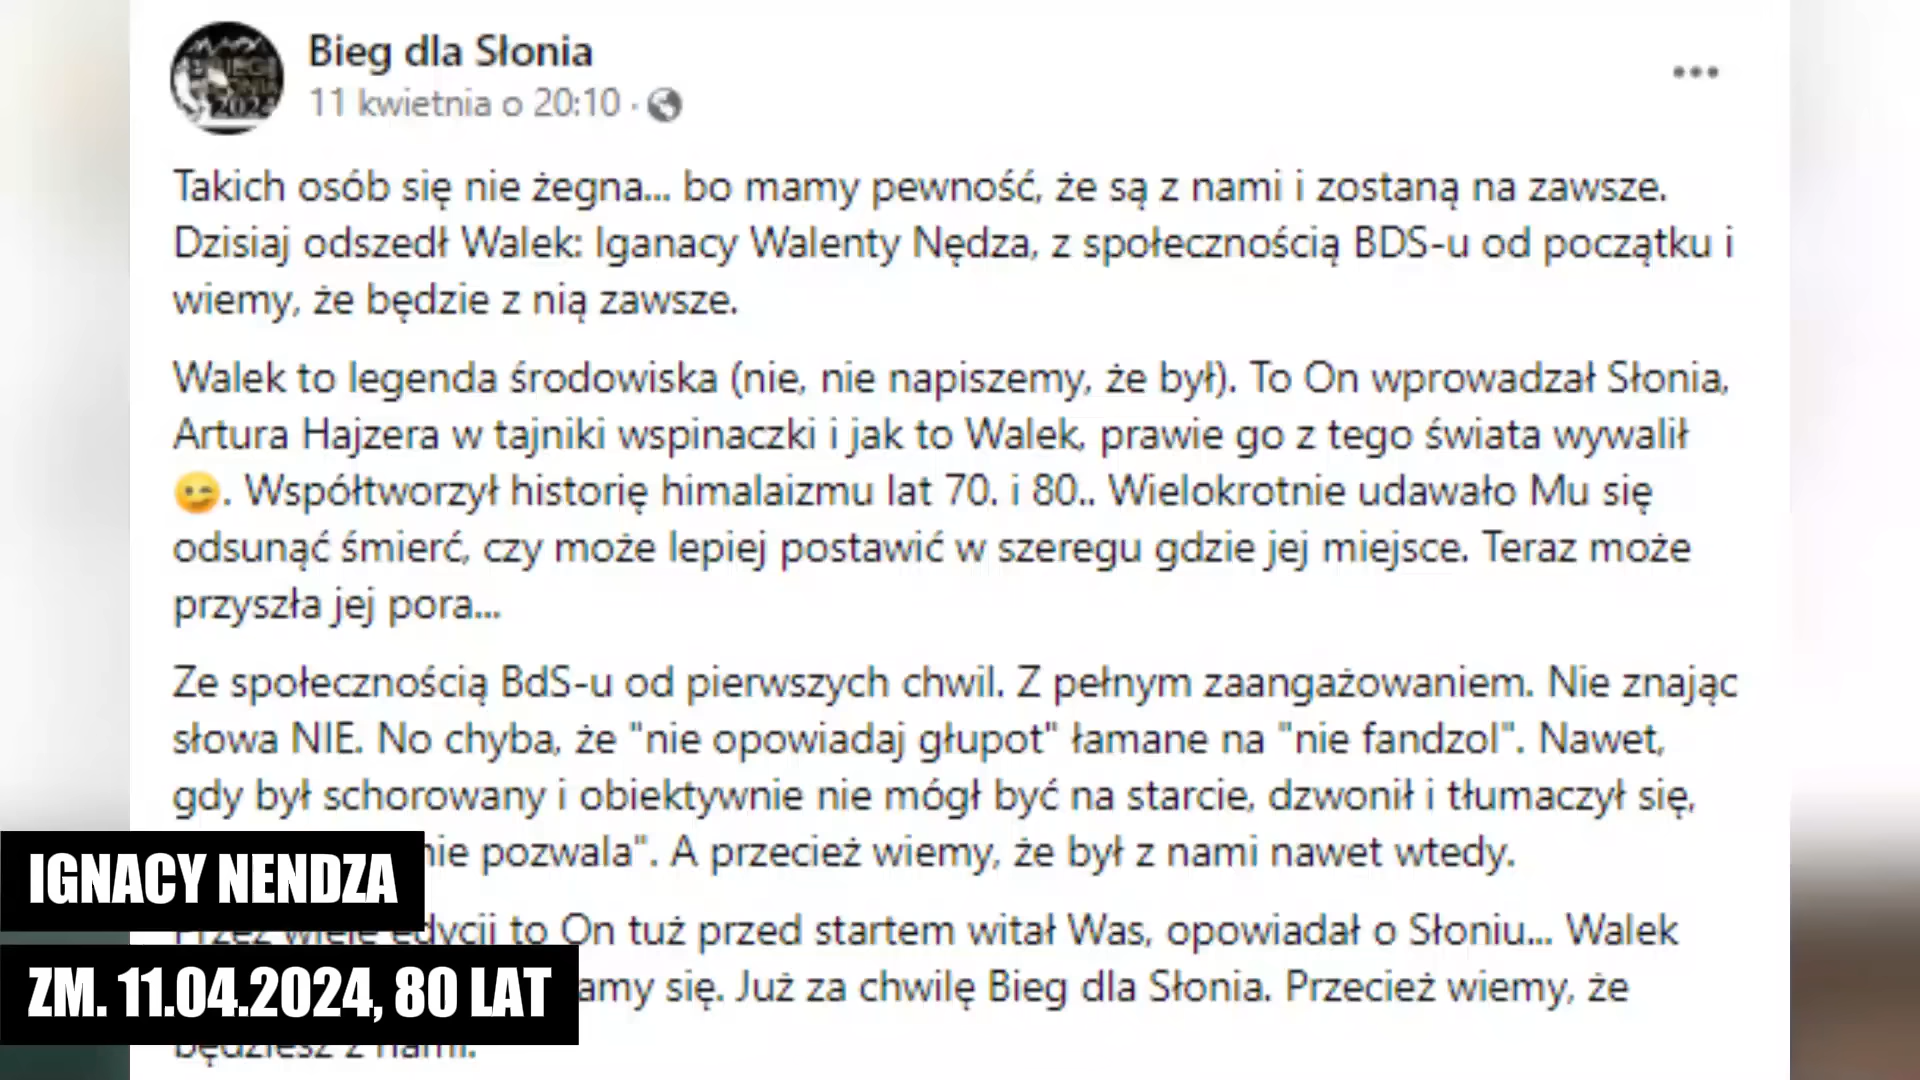 Bieg dla Słonia
11 kwietnia o 20:10 ·
Takich osób się nie żegna... bo mamy pewność, że są z nami i zostaną na zawsze.
Dzisiaj odszedł Walek: Iganacy Walenty Nędza, z społecznością BDS-u od początku i
wiemy, że będzie z nią zawsze.
Walek to legenda środowiska (nie, nie napiszemy, że był). To On wprowadzał Słonia,
Artura Hajzera w tajniki wspinaczki i jak to Walek, prawie go z tego świata wywalił
😉. Współtworzył historię himalaizmu lat 70. i 80.. Wielokrotnie udawało Mu się
odsunąć śmierć, czy może lepiej postawić w szeregu gdzie jej miejsce. Teraz może
przyszła jej pora...
Ze społecznością BdS-u od pierwszych chwil. Z pełnym zaangażowaniem. Nie znając
słowa NIE. No chyba, że "nie opowiadaj głupot" łamane na "nie fandzol". Nawet,
gdy był schorowany i obiektywnie nie mógł być na starcie, dzwonił i tłumaczył się,
nie pozwala". A przecież wiemy, że był z nami nawet wtedy.
Przez wiele edycji to On tuż przed startem witał Was, opowiadał o Słoniu... Walek
amy się. Już za chwilę Bieg dla Słonia. Przecież wiemy, że
będziesz z nami.
IGNACY NENDZA
ZM. 11.04.2024, 80 LAT